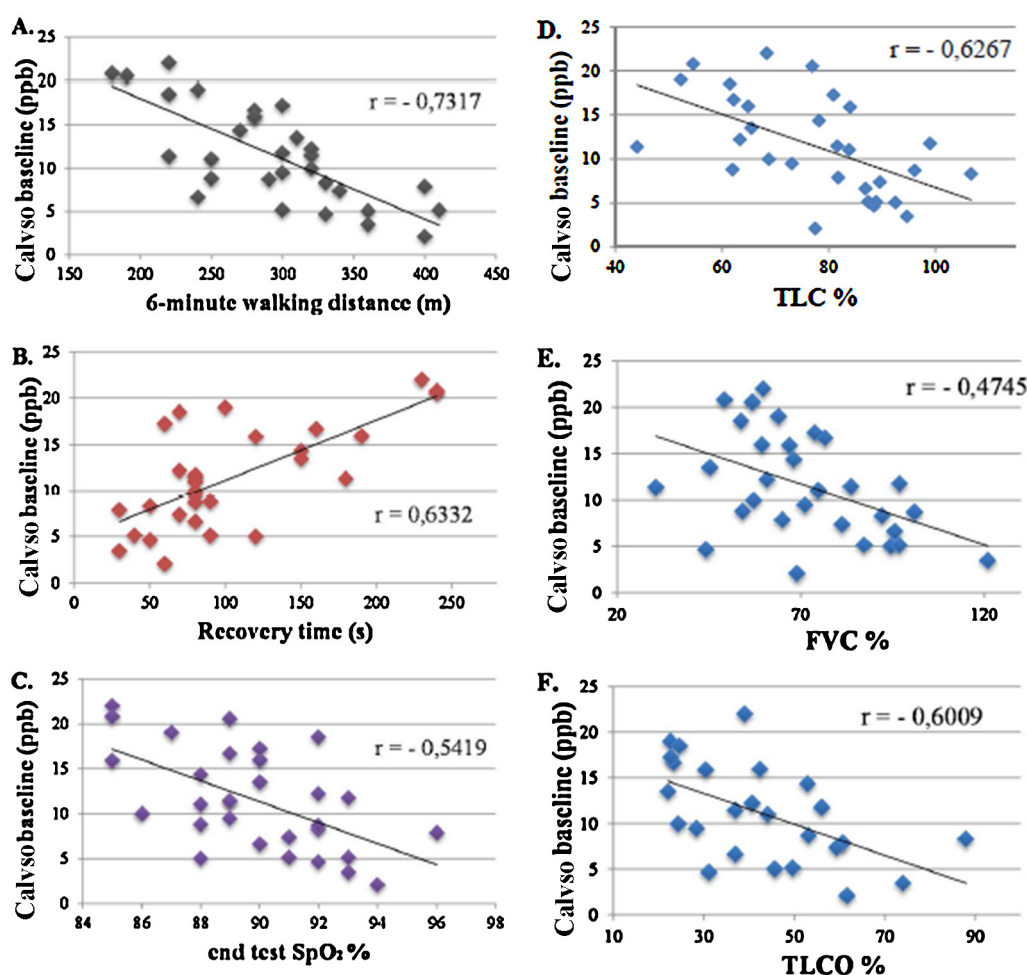 A.
Calvso baseline (ppb)
25
20
15
10
5
0
r = - 0,7317
150 200 250 300 350 400 450
6-minute walking distance (m)
B.
Calvso baseline (ppb)
25
20
15
10
5
0
r = 0,6332
0 50 100 150 200 250
Recovery time (s)
C.
Calvso baseline (ppb)
25
20
15
10
5
0
r = - 0,5419
84 86 88 90 92 94 96 98
end test SpO₂ %
D.
Calvso baseline (ppb)
25
20
15
10
5
0
r = - 0,6267
40 60 80 100
TLC %
E.
Calvso baseline (ppb)
25
20
15
10
5
0
r = - 0,4745
20 70 120
FVC %
F.
Calvso baseline (ppb)
25
20
15
10
5
0
r = - 0,6009
10 30 50 70 90
TLCO %